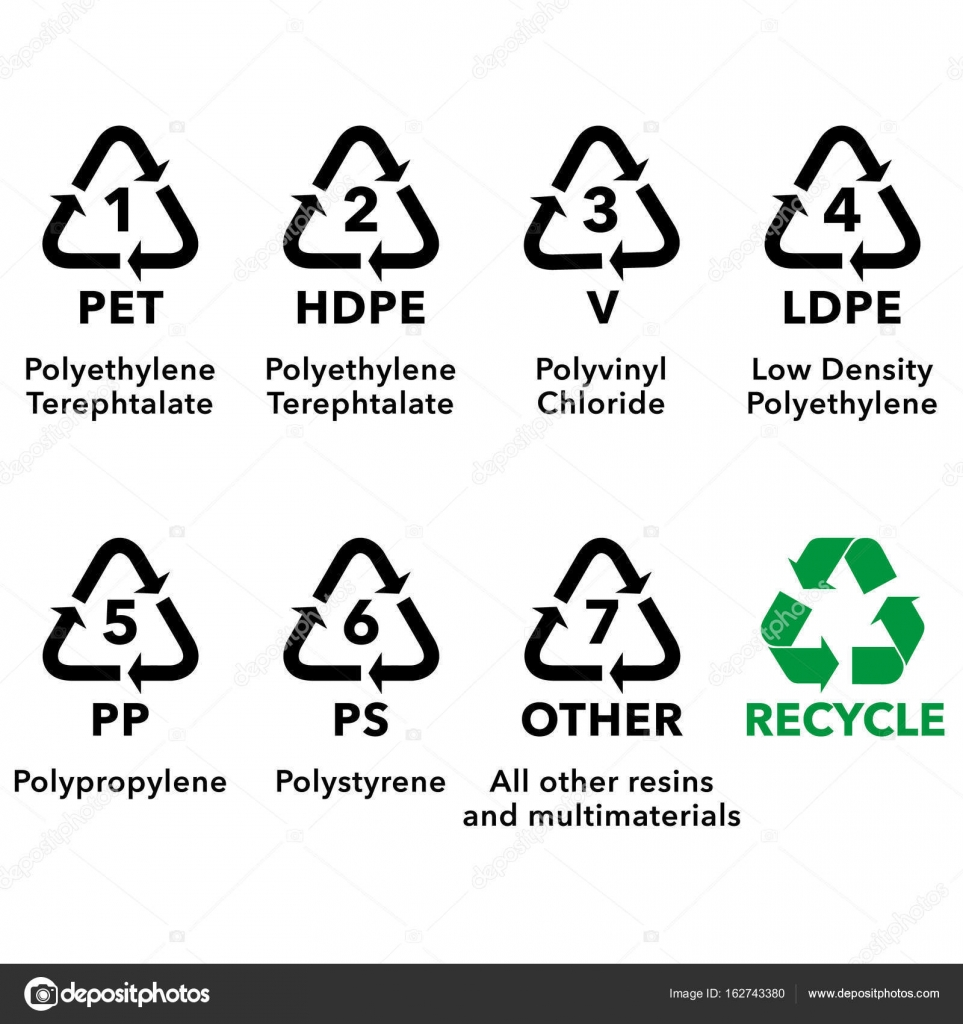 1 2 3 4
PET HDPE V LDPE
Polyethylene Polyethylene Polyvinyl Low Density
Terephtalate Terephtalate Chloride Polyethylene
5 6 7
PP PS OTHER RECYCLE
Polypropylene Polystyrene All other resins
and multimaterials
depositphotos Image ID: 162743380 www.depositphotos.com